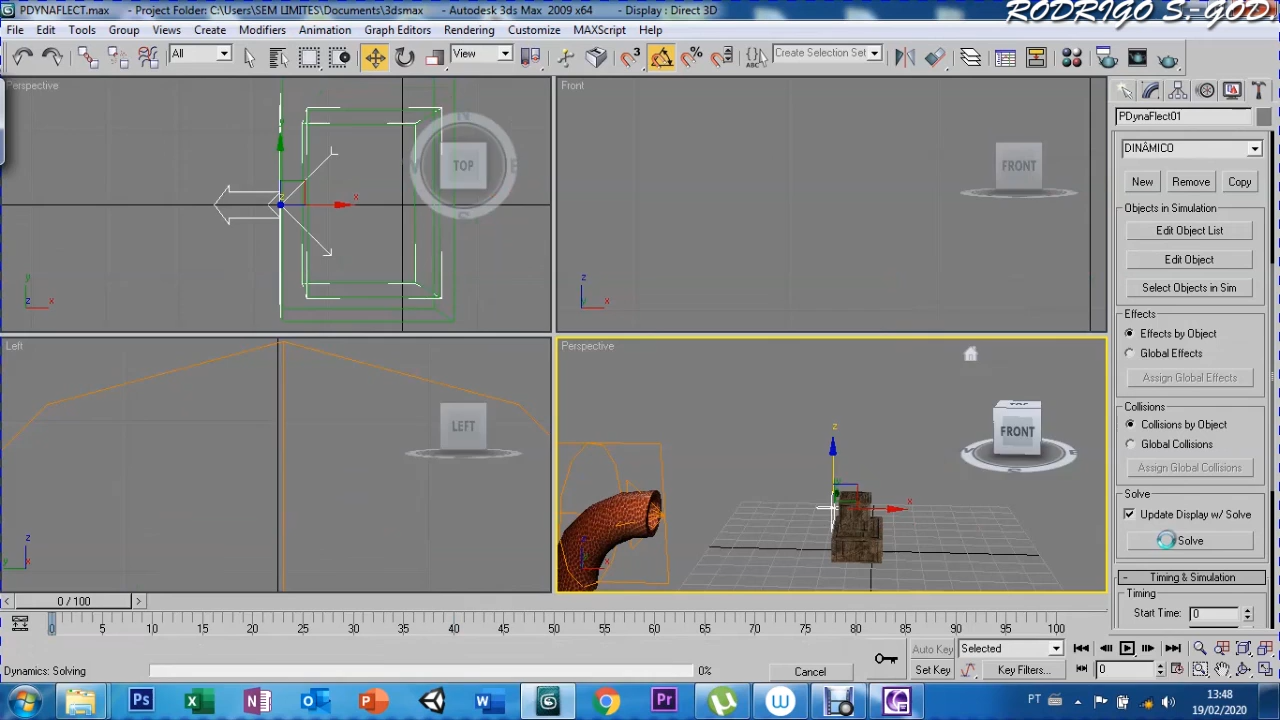 RODRIGO S.-GOD
PDYNAFLECT.max - Project Folder: C:\Users\SEM LIMITES\Documents\3dsmax - Autodesk 3ds Max 2009 x64 - Display : Direct 3D
File Edit Tools Group Views Create Modifiers Animation Graph Editors Rendering Customize MAXScript Help
All View 3 % ABC Create Selection Set
Perspective
N
TOP
E
y
x
z
x
Front
FRONT
z
x
PDynaFlect01
DINÂMICO
New Remove Copy
Objects in Simulation
Edit Object List
Edit Object
Select Objects in Sim
Effects
Effects by Object
Global Effects
Assign Global Effects
Collisions
Collisions by Object
Global Collisions
Assign Global Collisions
Solve
Update Display w/ Solve
Solve
- Timing & Simulation
Timing
Start Time: 0
Left
LEFT
z
y
Perspective
TOP
FRONT
S
z
x
0 / 100
0 5 10 15 20 25 30 35 40 45 50 55 60 65 70 75 80 85 90 95 100
Auto Key Selected
Set Key Key Filters... 0
Dynamics: Solving 0% Cancel
Ps X N O P W Pr W PT 13:48
19/02/2020